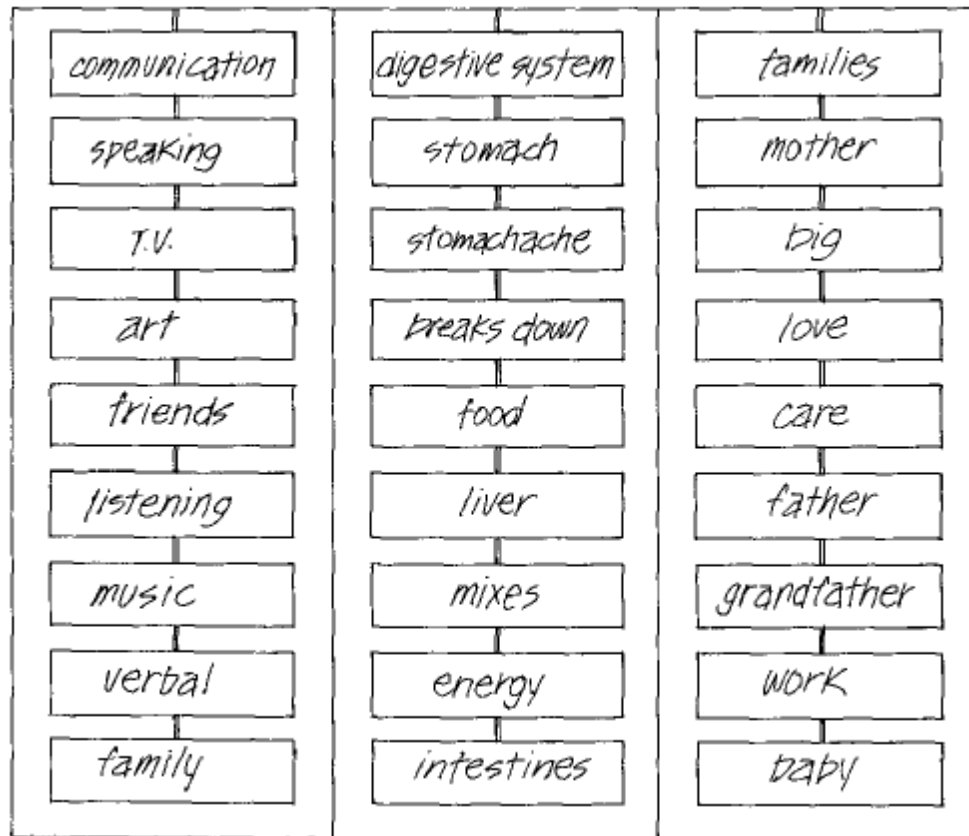 communication
speaking
T.V.
art
friends
listening
music
verbal
family
digestive system
stomach
stomachache
breaks down
food
liver
mixes
energy
intestines
families
mother
big
love
care
father
grandfather
work
baby